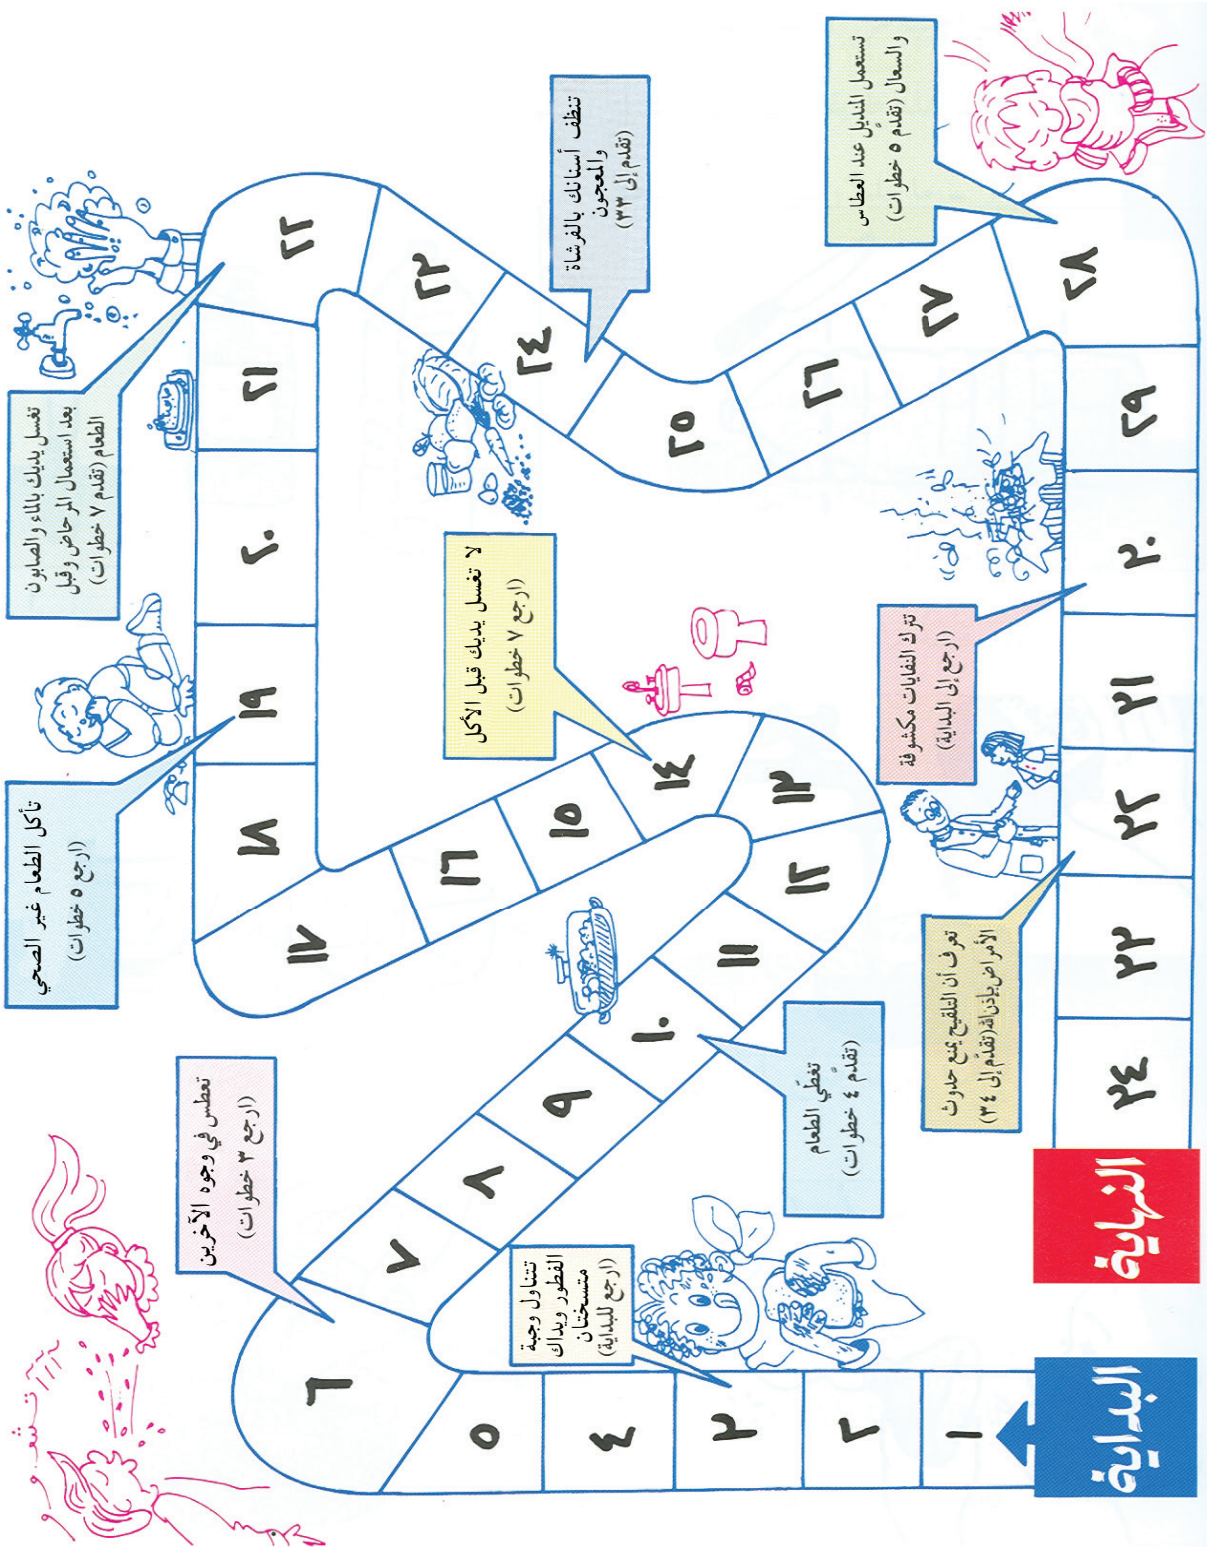 البداية
١
٢
٣
تتناول وجبة
الفطور ويداك
متسختان
(ارجع للبداية)
٤
٥
٦
تعطس في وجوه الآخرين
(ارجع ٣ خطوات)
٧
٨
٩
١٠
تغطّي الطعام
(تقدّم ٤ خطوات)
١١
١٢
١٣
١٤
لا تغسل يديك قبل الأكل
(ارجع ٧ خطوات)
١٥
١٦
١٧
١٨
١٩
تأكل الطعام غير الصحي
(ارجع ٥ خطوات)
٢٠
٢١
٢٢
تغسل يديك بالماء والصابون
بعد استعمال المرحاض وقبل
الطعام (تقدم ٧ خطوات)
٢٣
٢٤
تنظف أسنانك بالفرشاة
والمعجون
(تقدم إلى ٣٣)
٢٥
٢٦
٢٧
٢٨
تستعمل المنديل عند العطاس
والسعال (تقدّم ٥ خطوات)
٢٩
٣٠
تترك النفايات مكشوفة
(ارجع إلى البداية)
٣١
٣٢
تعرف أن التلقيح يمنع حدوث
الأمراض بإذن الله (تقدّم إلى ٣٤)
٣٣
٣٤
النهاية